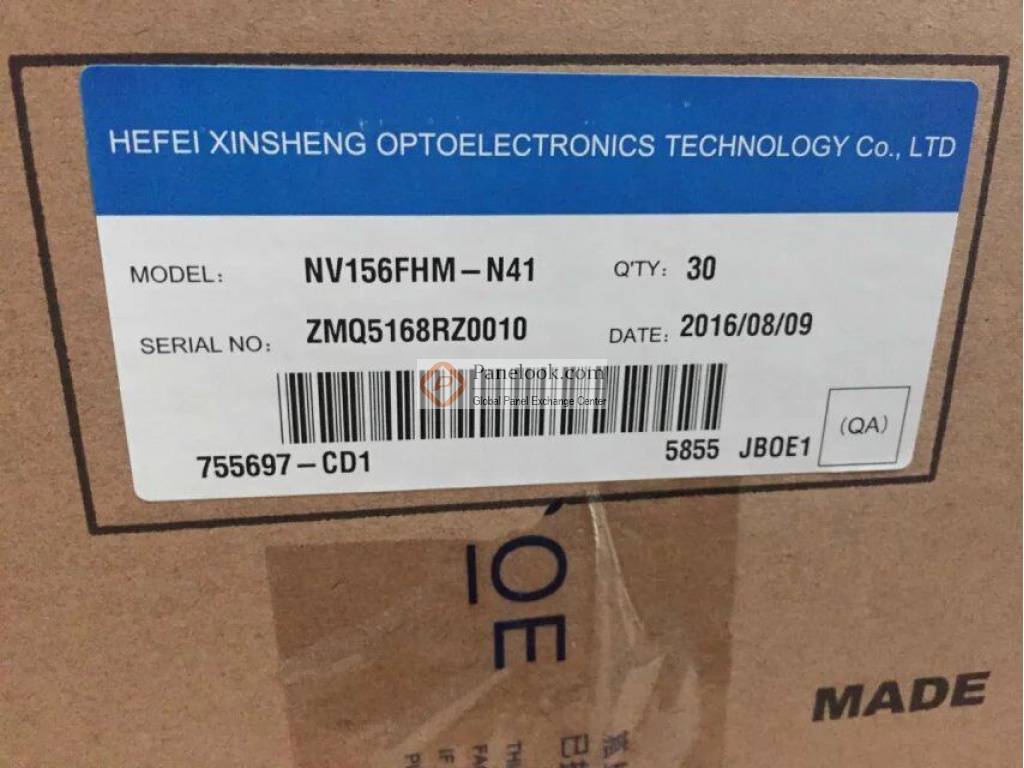 HEFEI XINSHENG OPTOELECTRONICS TECHNOLOGY Co., LTD
MODEL: NV156FHM-N41 Q'TY: 30
SERIAL NO: ZMQ5168RZ0010 DATE: 2016/08/09
Panelook.com
Global Panel Exchange Center
755697-CD1 5855 JBOE1 (QA)
OE
MADE